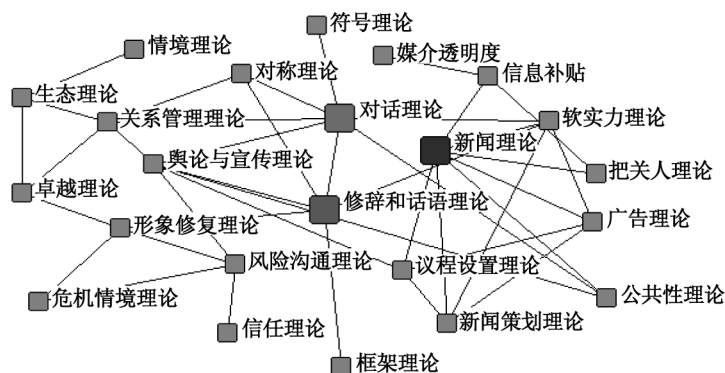 符号理论
情境理论
媒介透明度
对称理论
信息补贴
生态理论
关系管理理论
对话理论
软实力理论
新闻理论
舆论与宣传理论
把关人理论
卓越理论
修辞和话语理论
形象修复理论
广告理论
风险沟通理论
议程设置理论
危机情境理论
公共性理论
信任理论
新闻策划理论
框架理论